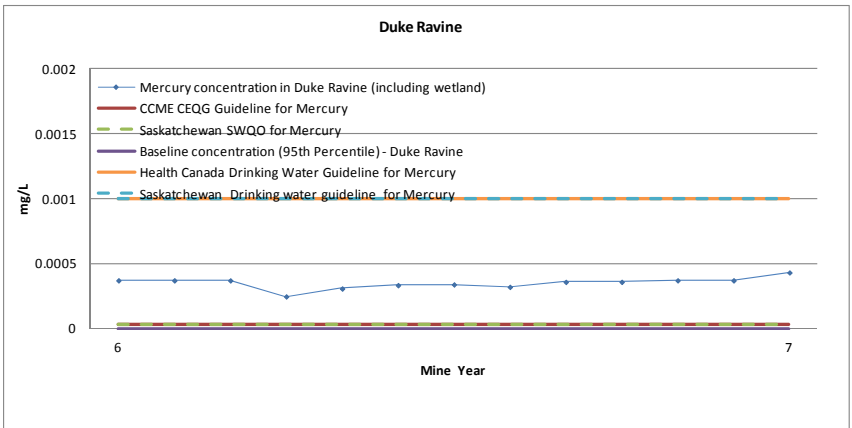 Duke Ravine
0.002
0.0015
0.001
0.0005
0
mg/L
Mercury concentration in Duke Ravine (including wetland)
CCME CEQG Guideline for Mercury
Saskatchewan SWQO for Mercury
Baseline concentration (95th Percentile) - Duke Ravine
Health Canada Drinking Water Guideline for Mercury
Saskatchewan Drinking water guideline for Mercury
6
7
Mine Year